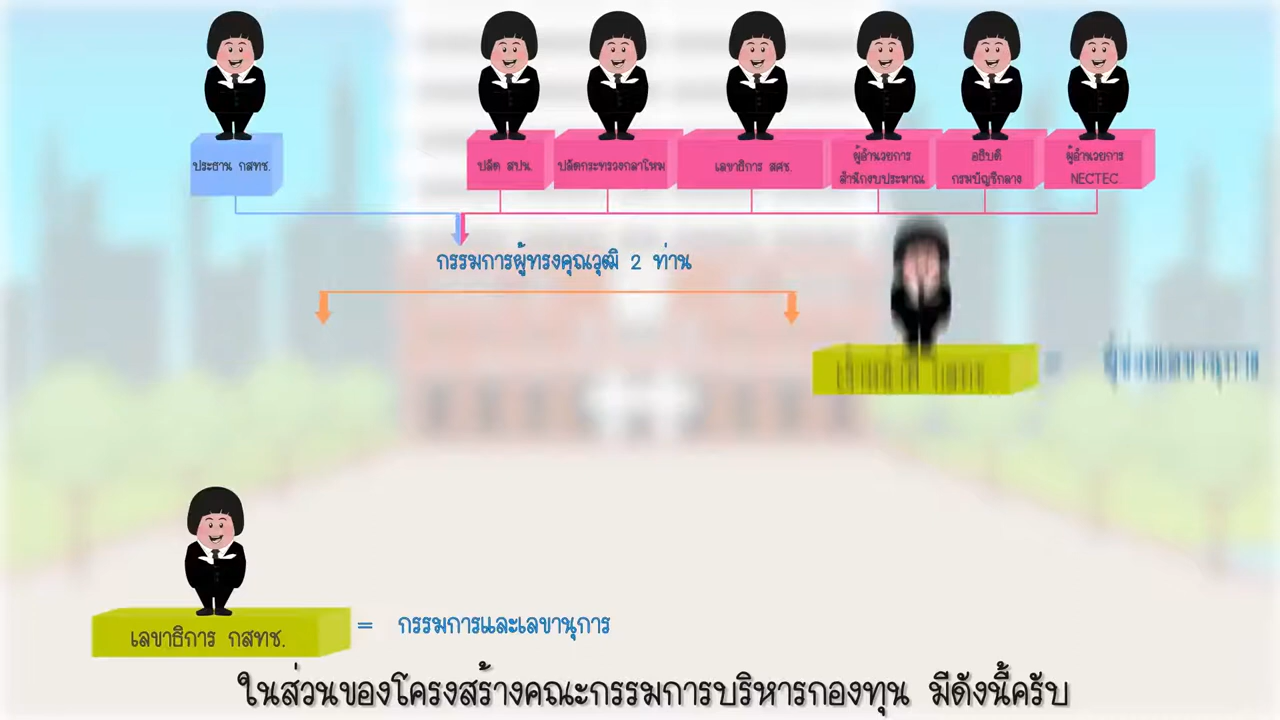 ประธาน กสทช.
ปลัด สปน.
ปลัดกระทรวงกลาโหม
เลขาธิการ สศช.
ผู้อำนวยการ
สำนักงบประมาณ
อธิบดี
กรมบัญชีกลาง
ผู้อำนวยการ
NECTEC
กรรมการผู้ทรงคุณวุฒิ 2 ท่าน
เลขาธิการ กสทช.
= กรรมการและเลขานุการ
ในส่วนของโครงสร้างคณะกรรมการบริหารกองทุน มีดังนี้ครับ